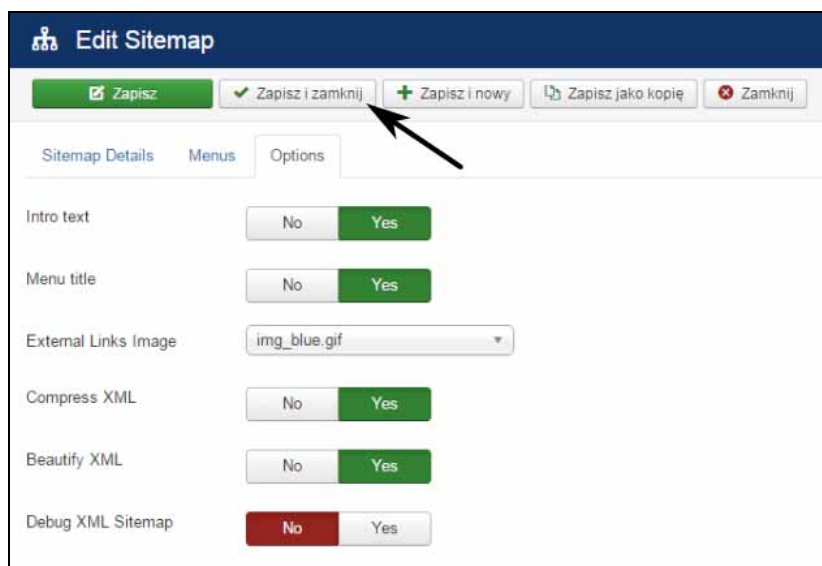 Edit Sitemap
Zapisz Zapisz i zamknij Zapisz i nowy Zapisz jako kopię Zamknij
Sitemap Details Menus Options
Intro text No Yes
Menu title No Yes
External Links Image img_blue.gif
Compress XML No Yes
Beautify XML No Yes
Debug XML Sitemap No Yes